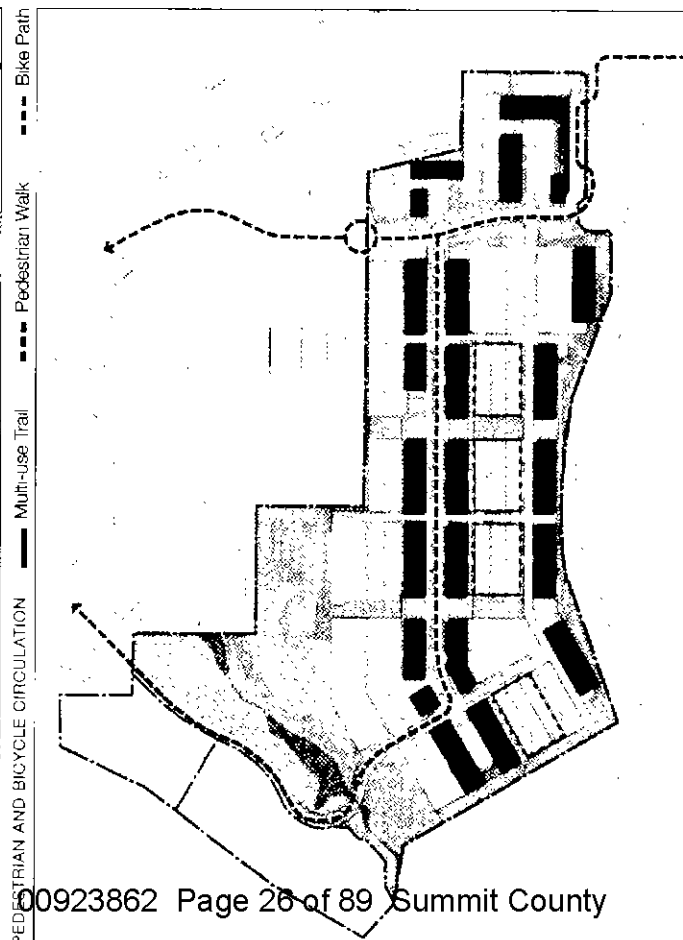 PEDESTRIAN AND BICYCLE CIRCULATION Multi-use Trail Pedestrian Walk Bike Path
00923862 Page 26 of 89 Summit County